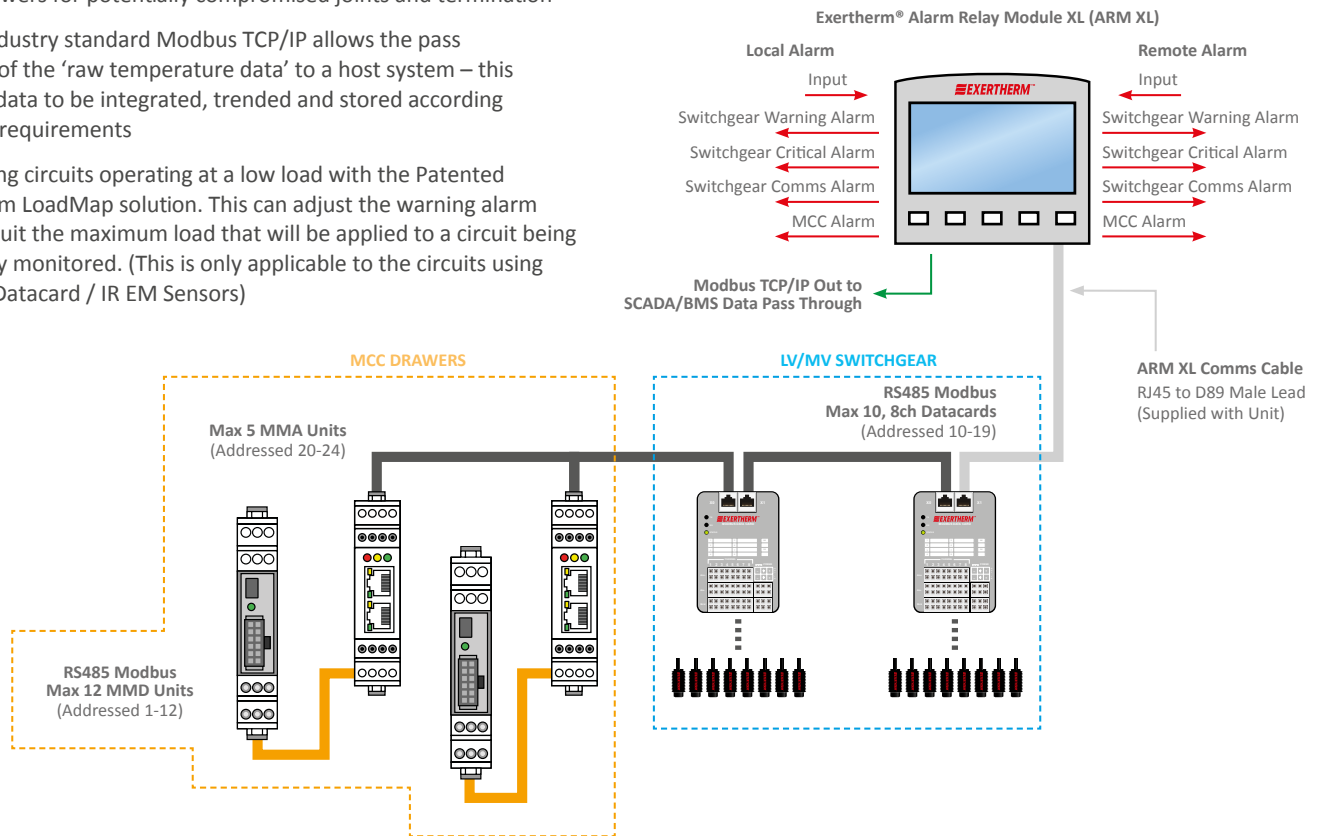 wers for potentially compromised joints and termination
dustry standard Modbus TCP/IP allows the pass
of the ‘raw temperature data’ to a host system – this
data to be integrated, trended and stored according
requirements
ng circuits operating at a low load with the Patented
m LoadMap solution. This can adjust the warning alarm
uit the maximum load that will be applied to a circuit being
y monitored. (This is only applicable to the circuits using
Datacard / IR EM Sensors)
Exertherm® Alarm Relay Module XL (ARM XL)
Local Alarm
Input
Switchgear Warning Alarm
Switchgear Critical Alarm
Switchgear Comms Alarm
MCC Alarm
EXERTHERM™
Remote Alarm
Input
Switchgear Warning Alarm
Switchgear Critical Alarm
Switchgear Comms Alarm
MCC Alarm
Modbus TCP/IP Out to
SCADA/BMS Data Pass Through
ARM XL Comms Cable
RJ45 to D89 Male Lead
(Supplied with Unit)
MCC DRAWERS
Max 5 MMA Units
(Addressed 20-24)
RS485 Modbus
Max 12 MMD Units
(Addressed 1-12)
LV/MV SWITCHGEAR
RS485 Modbus
Max 10, 8ch Datacards
(Addressed 10-19)
EXERTHERM™
EXERTHERM™